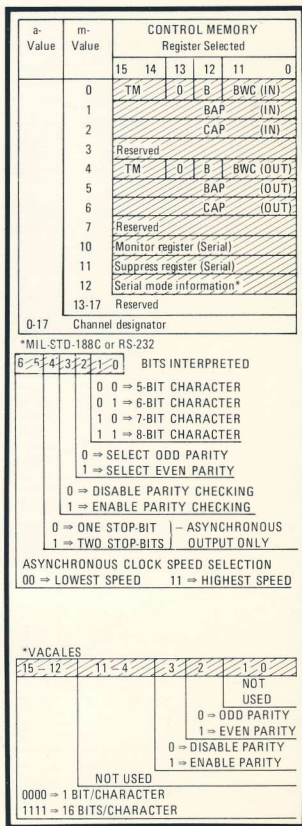 a- Value m- Value CONTROL MEMORY
Register Selected
15 14 13 12 11 0
0 TM 0 B BWC (IN)
1 BAP (IN)
2 CAP (IN)
3 Reserved
4 TM 0 B BWC (OUT)
5 BAP (OUT)
6 CAP (OUT)
7 Reserved
10 Monitor register (Serial)
11 Suppress register (Serial)
12 Serial mode information*
13-17 Reserved
0-17 Channel designator
*MIL-STD-188C or RS-232
6 5 4 3 2 1 0 BITS INTERPRETED
0 0 ⇒ 5-BIT CHARACTER
0 1 ⇒ 6-BIT CHARACTER
1 0 ⇒ 7-BIT CHARACTER
1 1 ⇒ 8-BIT CHARACTER
0 ⇒ SELECT ODD PARITY
1 ⇒ SELECT EVEN PARITY
0 ⇒ DISABLE PARITY CHECKING
1 ⇒ ENABLE PARITY CHECKING
0 ⇒ ONE STOP-BIT – ASYNCHRONOUS
1 ⇒ TWO STOP-BITS OUTPUT ONLY
ASYNCHRONOUS CLOCK SPEED SELECTION
00 ⇒ LOWEST SPEED 11 ⇒ HIGHEST SPEED
*VACALES
15 – 12 11 – 4 3 2 1 0
NOT
USED
0 ⇒ ODD PARITY
1 ⇒ EVEN PARITY
0 ⇒ DISABLE PARITY
1 ⇒ ENABLE PARITY
NOT USED
0000 ⇒ 1 BIT/CHARACTER
1111 ⇒ 16 BITS/CHARACTER